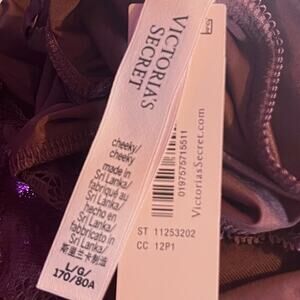 VICTORIA'S
SECRET
cheeky/
cheeky
made in
Sri Lanka/
fabriqué au
Sri Lanka/
hecho en
Sri Lanka/
fabbricato in
Sri Lanka/
斯里兰卡制造
L/G/
170/80A
0197575715511
VictoriasSecret.com
ST 11253202
CC 12P1